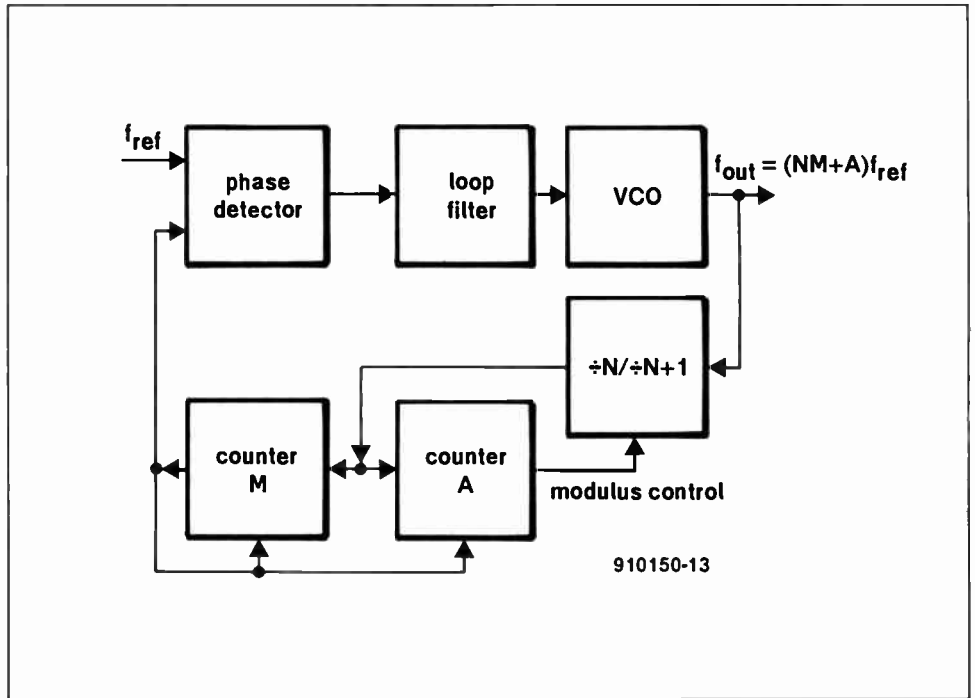 f_ref
phase
detector
loop
filter
VCO
f_out = (NM+A)f_ref
÷N/÷N+1
counter
M
counter
A
modulus control
910150-13